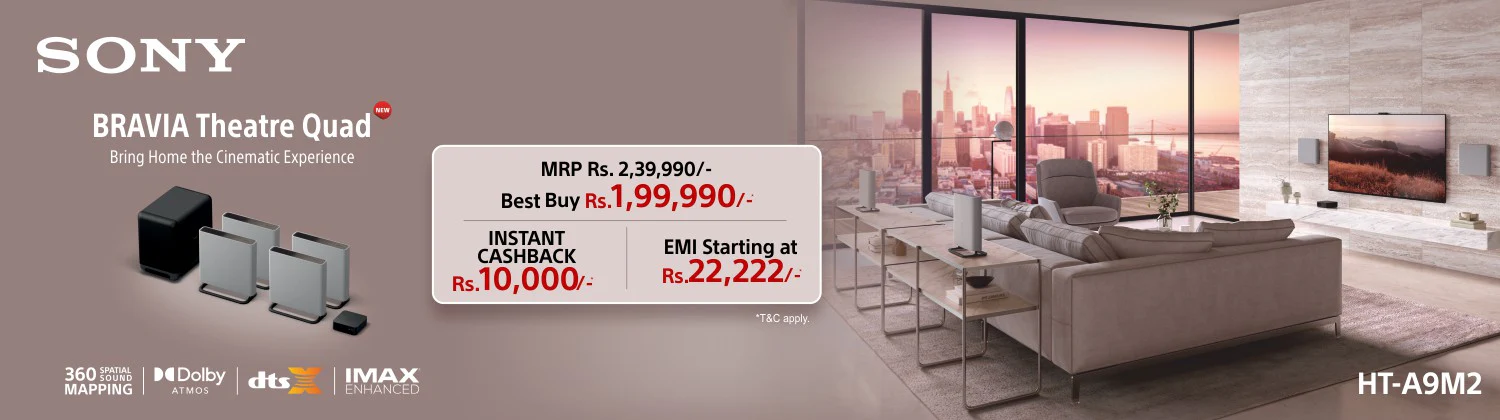 SONY
BRAVIA Theatre Quad NEW
Bring Home the Cinematic Experience
MRP Rs. 2,39,990/-
Best Buy Rs.1,99,990/-*
INSTANT
CASHBACK
Rs.10,000/-*
EMI Starting at
Rs.22,222/-*
*T&C apply.
360 SPATIAL SOUND
MAPPING
Dolby
ATMOS
dts X
IMAX
ENHANCED
HT-A9M2